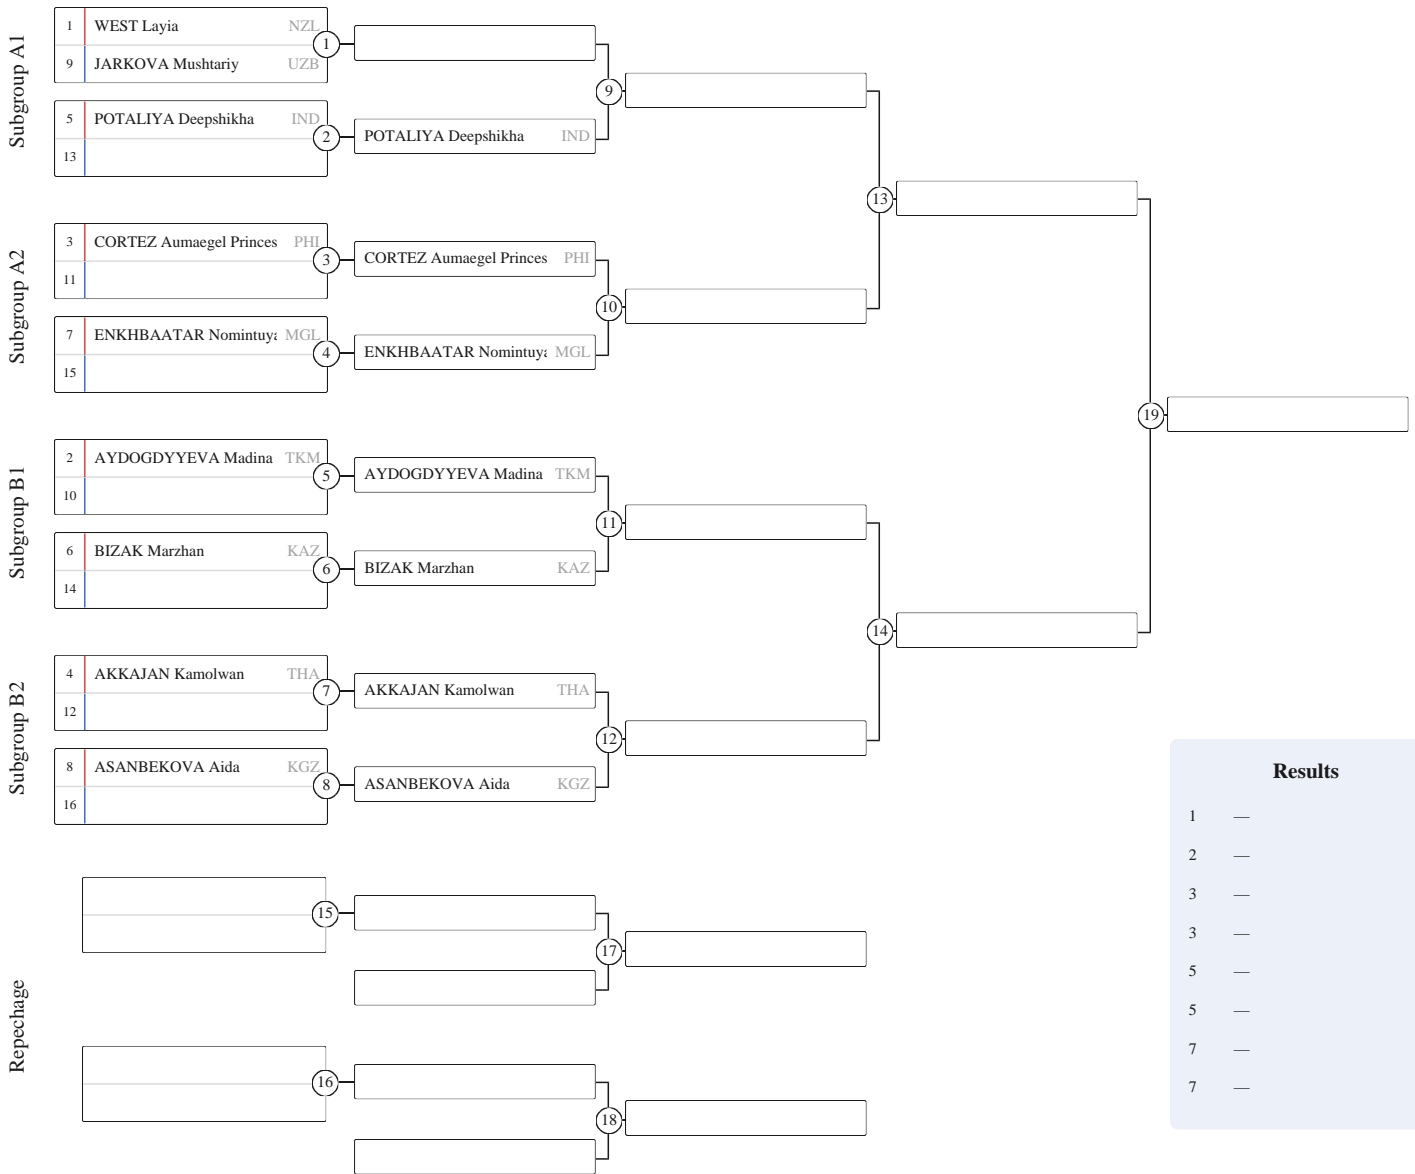 Subgroup A1
1 WEST Layia NZL
9 JARKOVA Mushtariy UZB
1
5 POTALIYA Deepshikha IND
13
2
POTALIYA Deepshikha IND
9
Subgroup A2
3 CORTEZ Aumaegel Princes PHI
11
3
CORTEZ Aumaegel Princes PHI
7 ENKHBAATAR Nomintuya MGL
15
4
ENKHBAATAR Nomintuya MGL
10
13
Subgroup B1
2 AYDOGDYYEVA Madina TKM
10
5
AYDOGDYYEVA Madina TKM
6 BIZAK Marzhan KAZ
14
6
BIZAK Marzhan KAZ
11
Subgroup B2
4 AKKAJAN Kamolwan THA
12
7
AKKAJAN Kamolwan THA
8 ASANBEKOVA Aida KGZ
16
8
ASANBEKOVA Aida KGZ
12
14
19
Repechage
15
17
16
18
Results
1 —
2 —
3 —
3 —
5 —
5 —
7 —
7 —